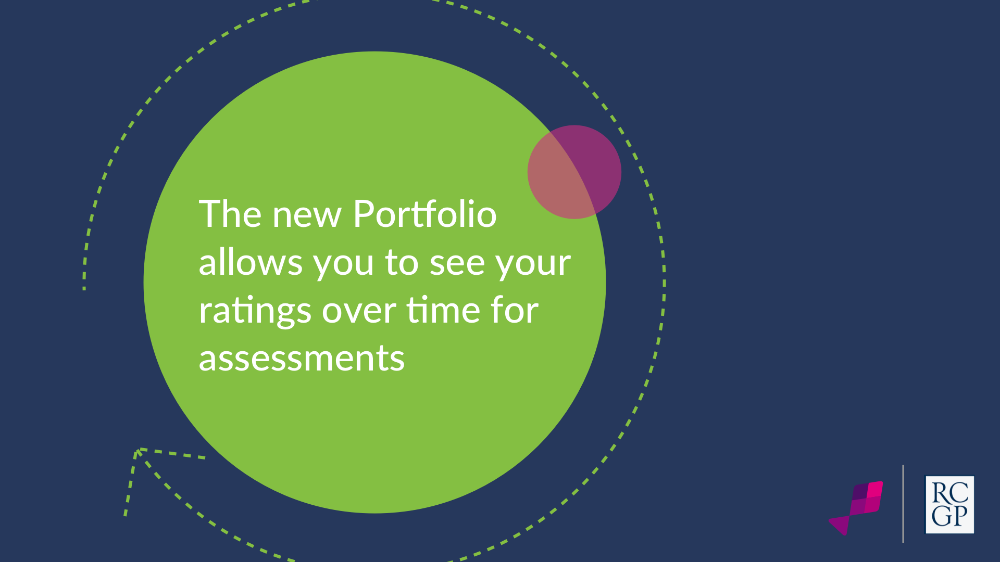 The new Portfolio
allows you to see your
ratings over time for
assessments
RC
GP